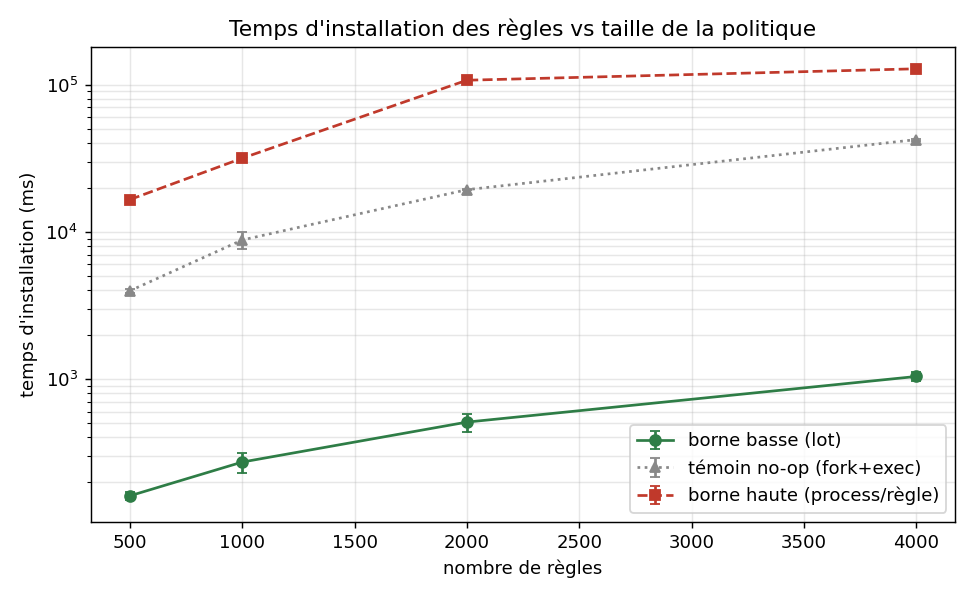 Temps d'installation des règles vs taille de la politique
temps d'installation (ms)
10^5
10^4
10^3
borne basse (lot)
témoin no-op (fork+exec)
borne haute (process/règle)
500 1000 1500 2000 2500 3000 3500 4000
nombre de règles